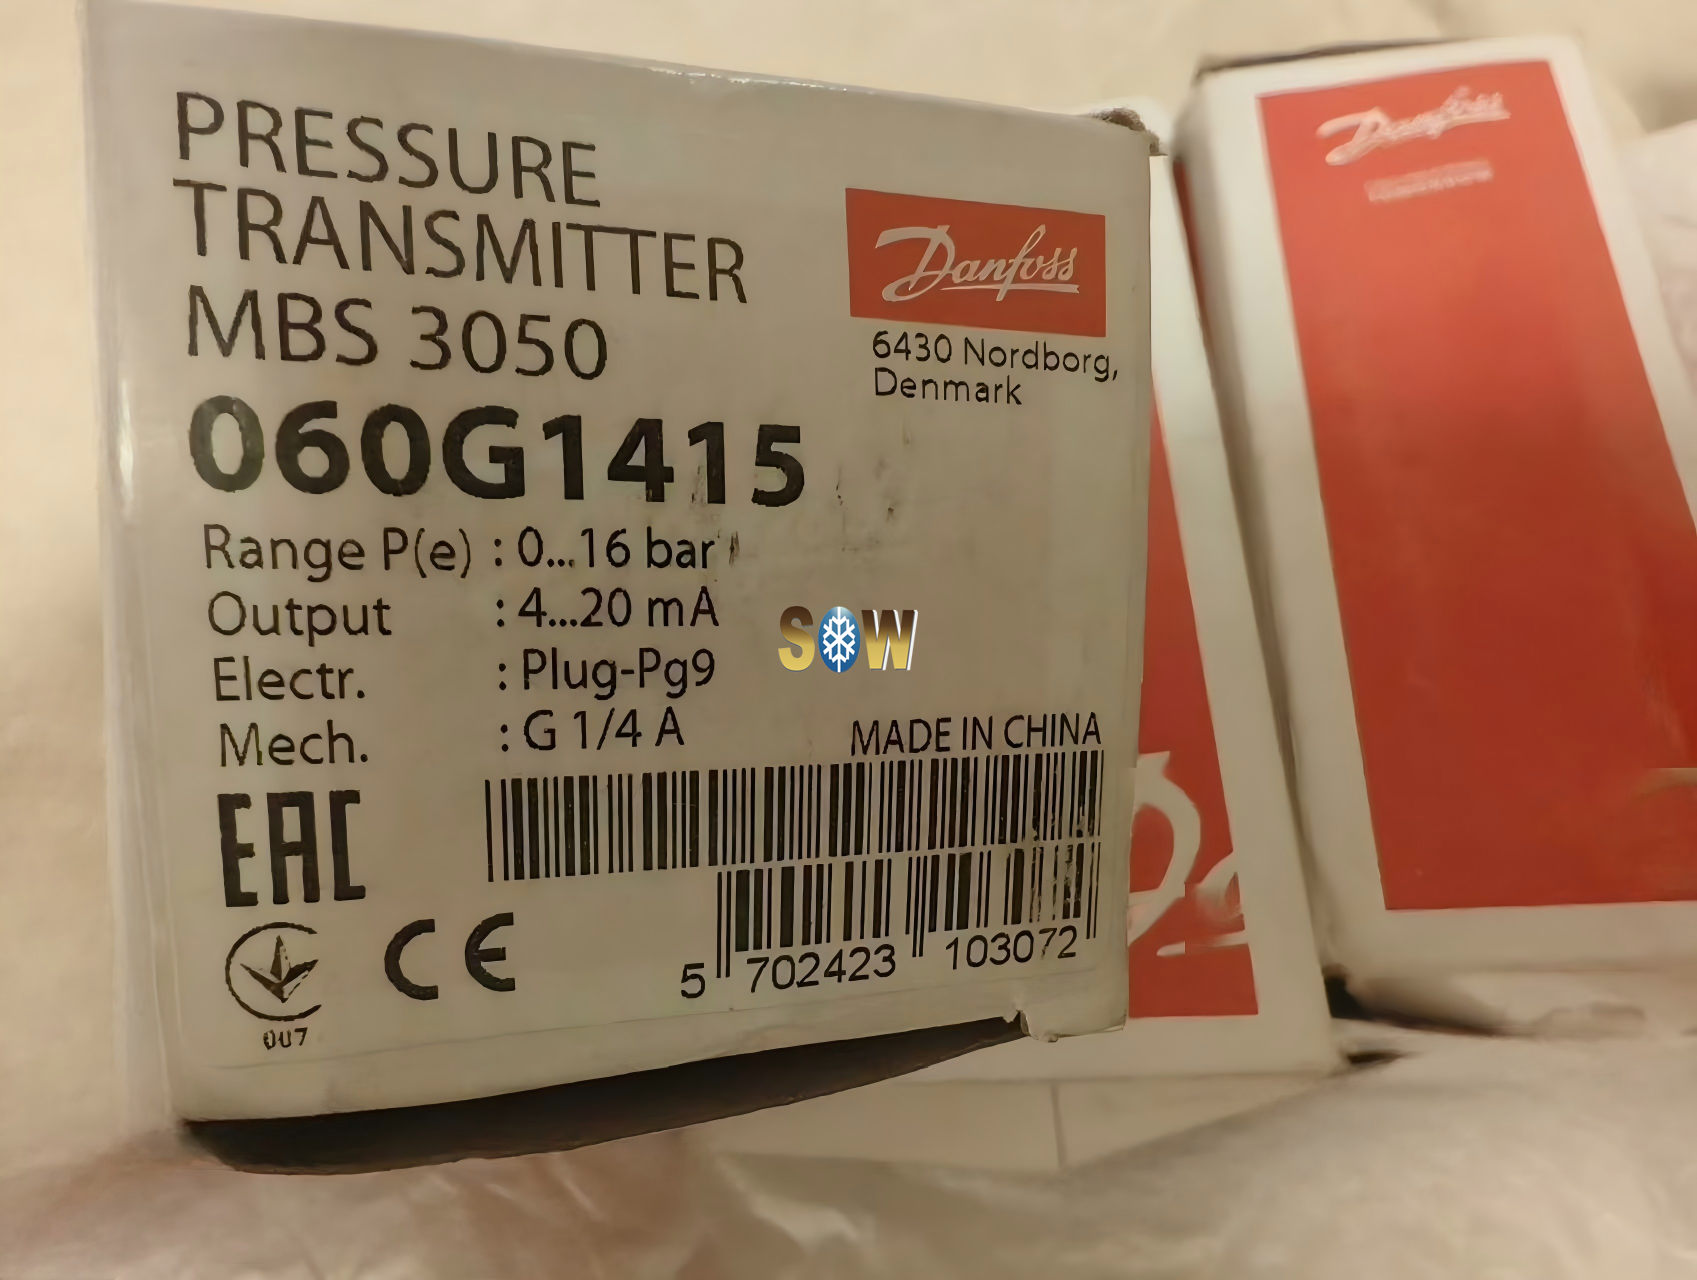 PRESSURE
TRANSMITTER
MBS 3050
060G1415
Danfoss
6430 Nordborg,
Denmark
Range P(e) : 0...16 bar
Output : 4...20 mA
Electr. : Plug-Pg9
Mech. : G 1/4 A
SW
MADE IN CHINA
EAC
CE
007
5 702423 103072
Danfoss